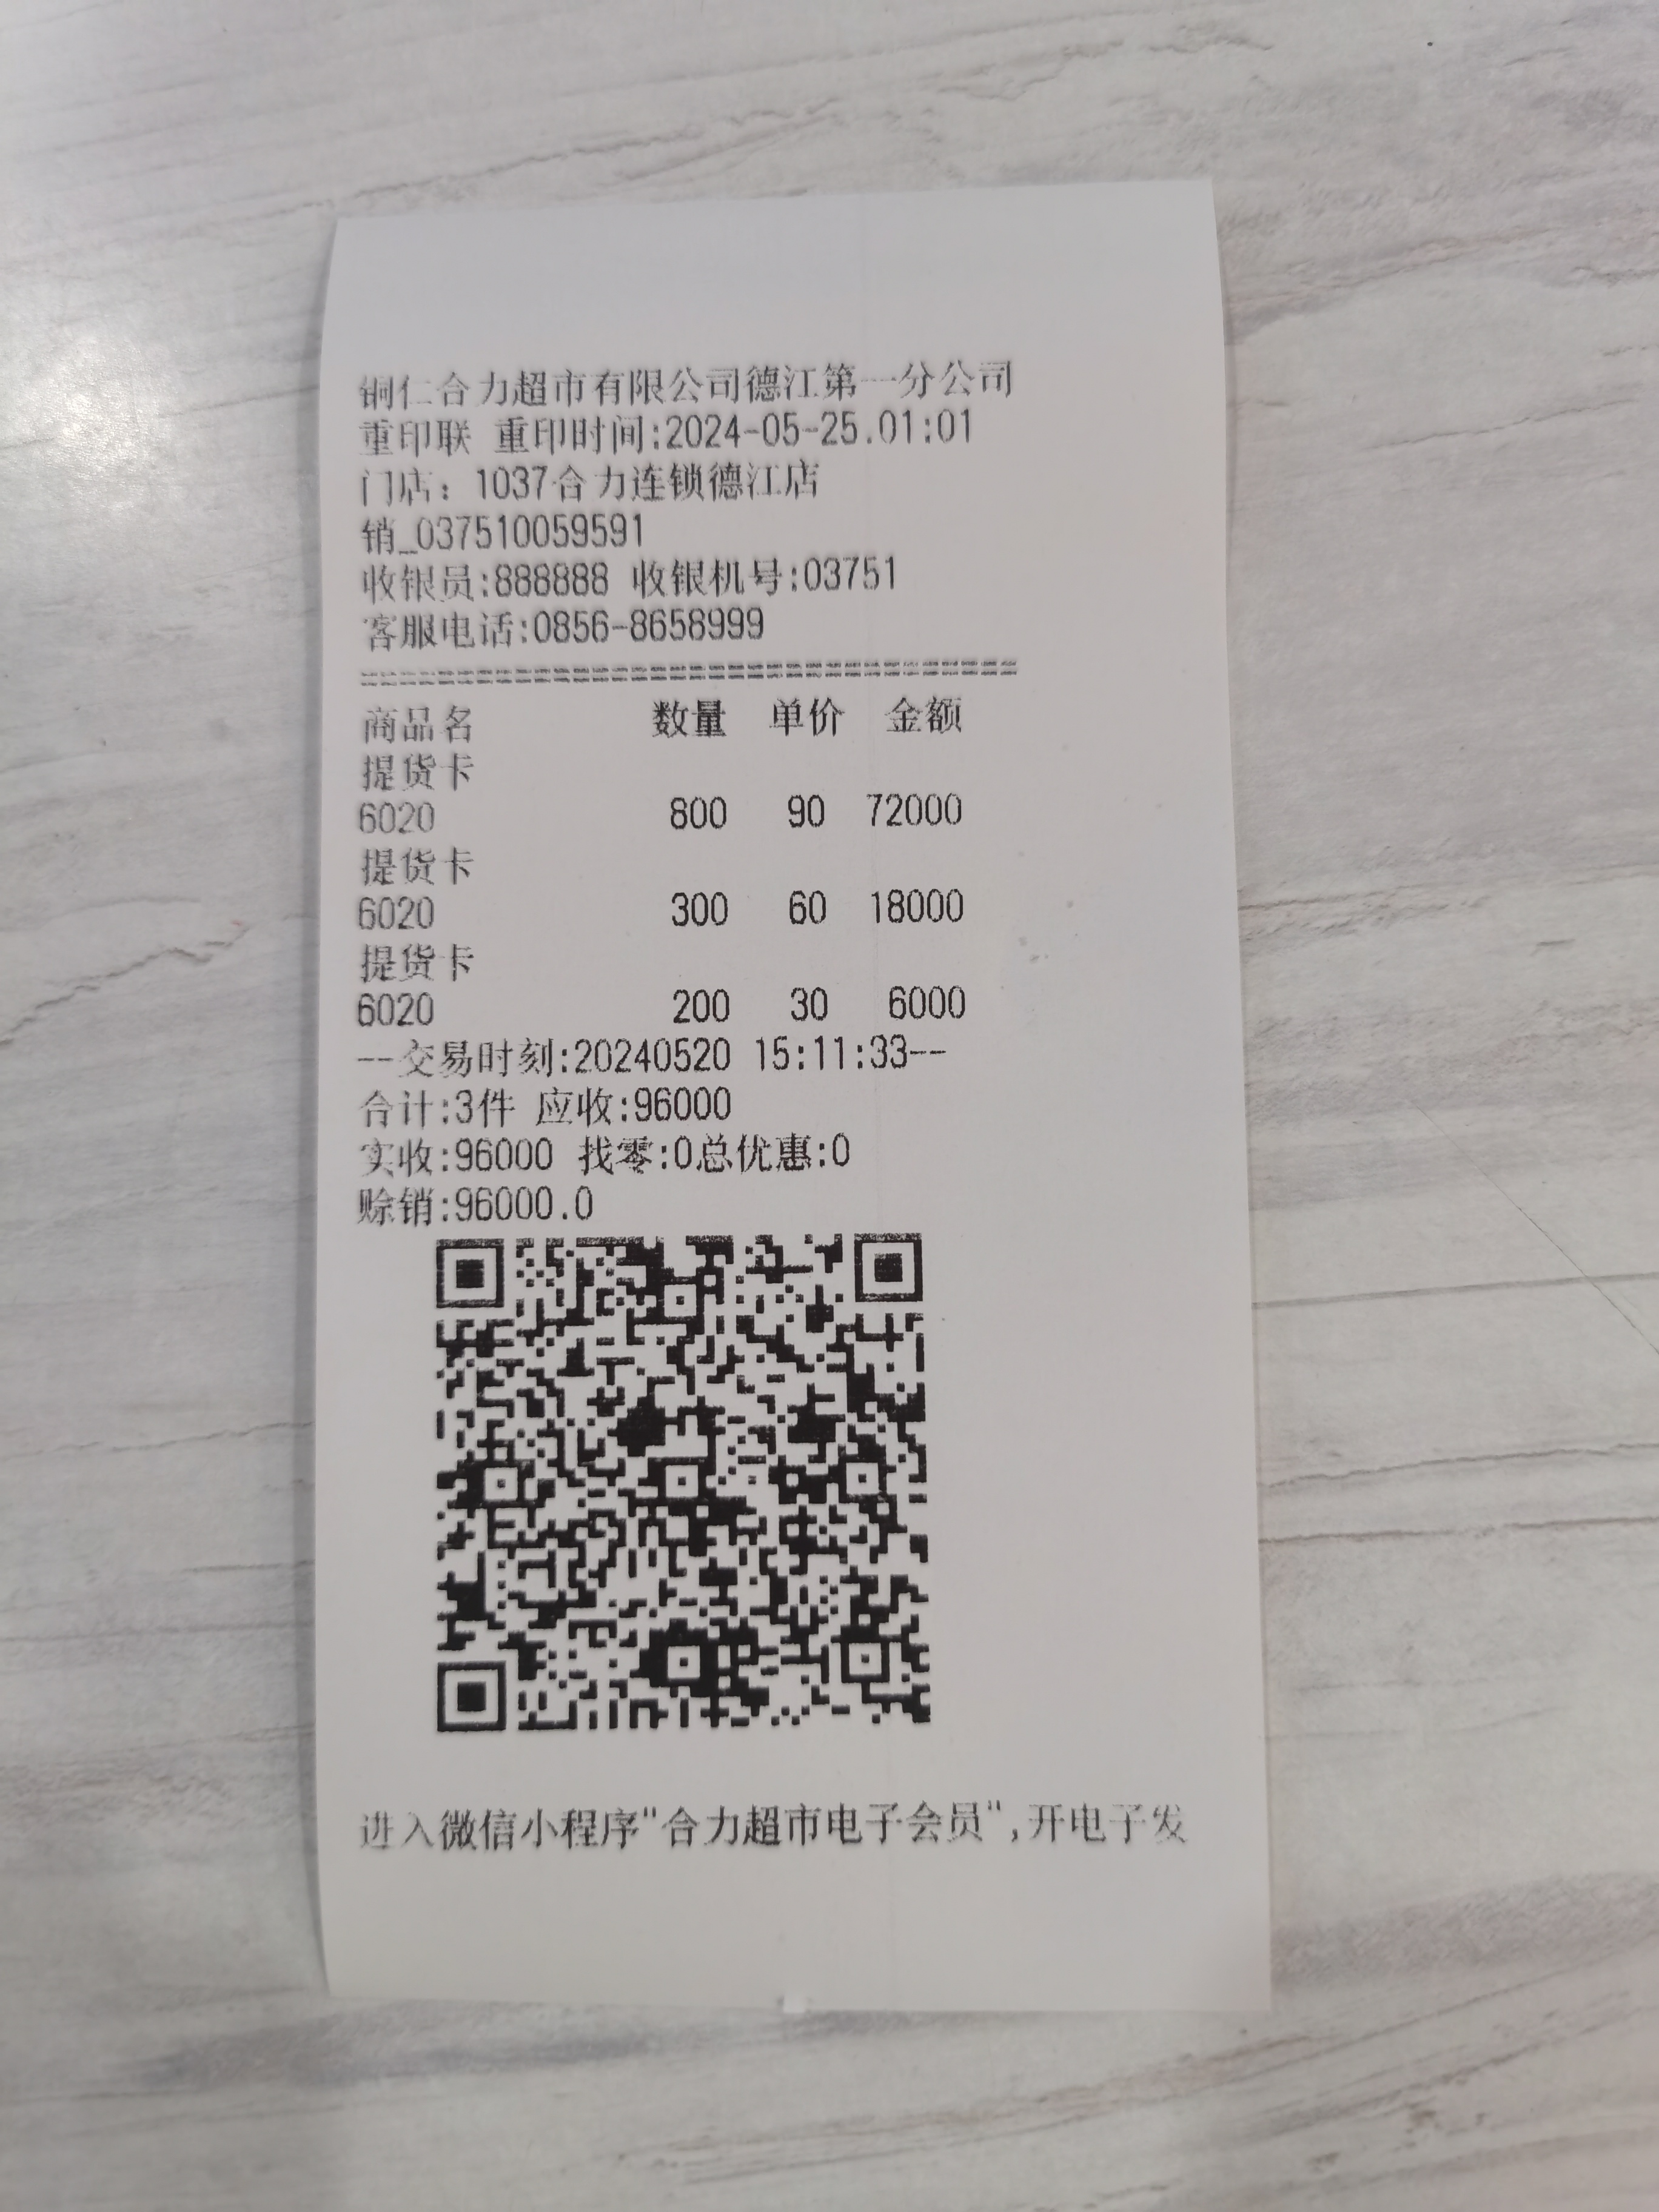 铜仁合力超市有限公司德江第一分公司
重印联 重印时间:2024-05-25.01:01
门店：1037合力连锁德江店
销_037510059591
收银员:888888 收银机号:03751
客服电话:0856-8658999
==================================
商品名 数量 单价 金额
提货卡
6020 800 90 72000
提货卡
6020 300 60 18000
提货卡
6020 200 30 6000
--交易时刻:20240520 15:11:33--
合计:3件 应收:96000
实收:96000 找零:0总优惠:0
赊销:96000.0
进入微信小程序"合力超市电子会员",开电子发